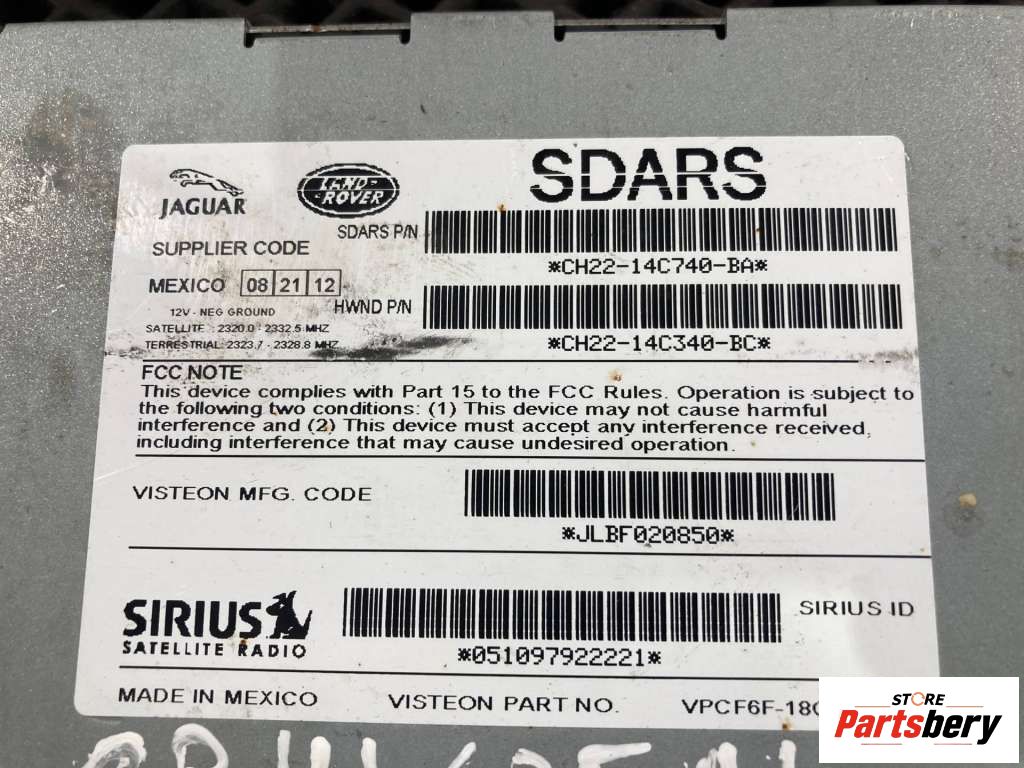 JAGUAR
LAND-
-ROVER
SDARS
SDARS P/N
*CH22-14C740-BA*
SUPPLIER CODE
MEXICO 08 21 12
HWND P/N
*CH22-14C340-BC*
12V - NEG GROUND
SATELLITE : 2320.0 - 2332.5 MHZ
TERRESTRIAL: 2323.7 - 2328.8 MHZ
FCC NOTE
This device complies with Part 15 to the FCC Rules. Operation is subject to
the following two conditions: (1) This device may not cause harmful
interference and (2) This device must accept any interference received,
including interference that may cause undesired operation.
VISTEON MFG. CODE
*JLBF020850*
SIRIUS
SATELLITE RADIO
SIRIUS ID
*051097922221*
MADE IN MEXICO VISTEON PART NO. VPCF6F-18
STORE
Partsbery